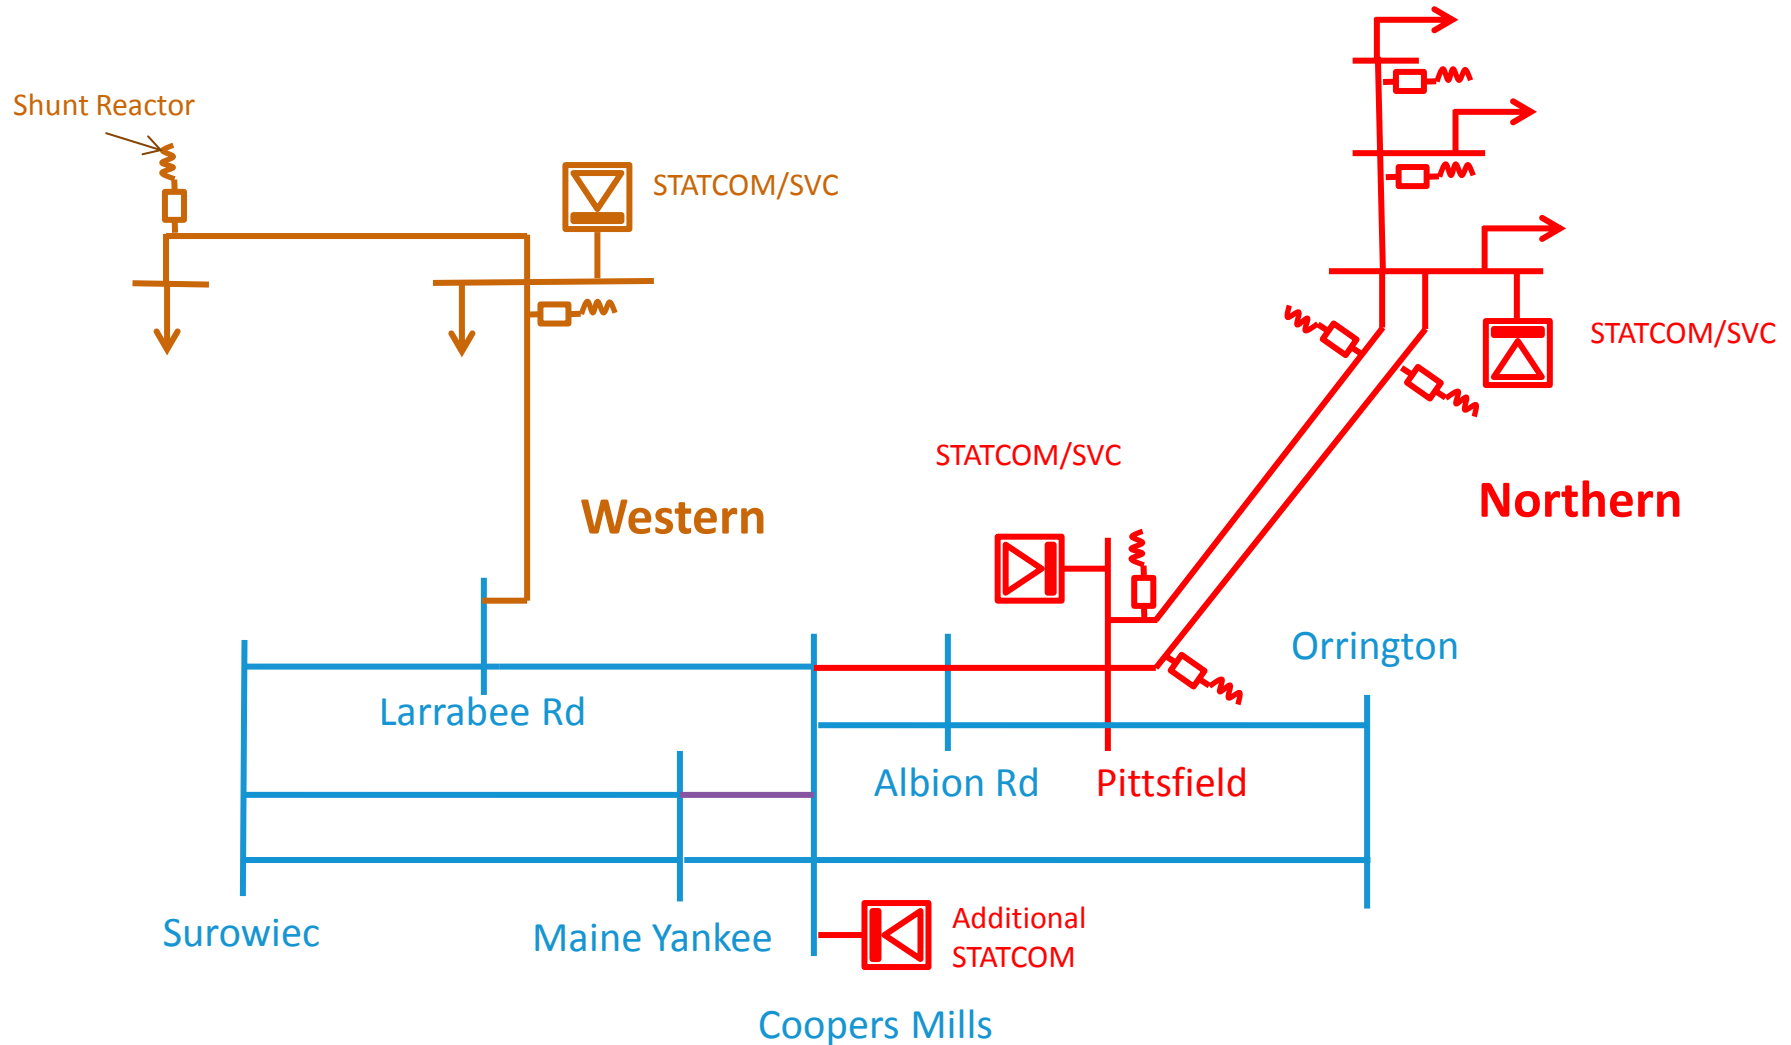 Shunt Reactor
STATCOM/SVC
STATCOM/SVC
STATCOM/SVC
Western
Northern
Orrington
Larrabee Rd
Albion Rd
Pittsfield
Surowiec
Maine Yankee
Additional
STATCOM
Coopers Mills